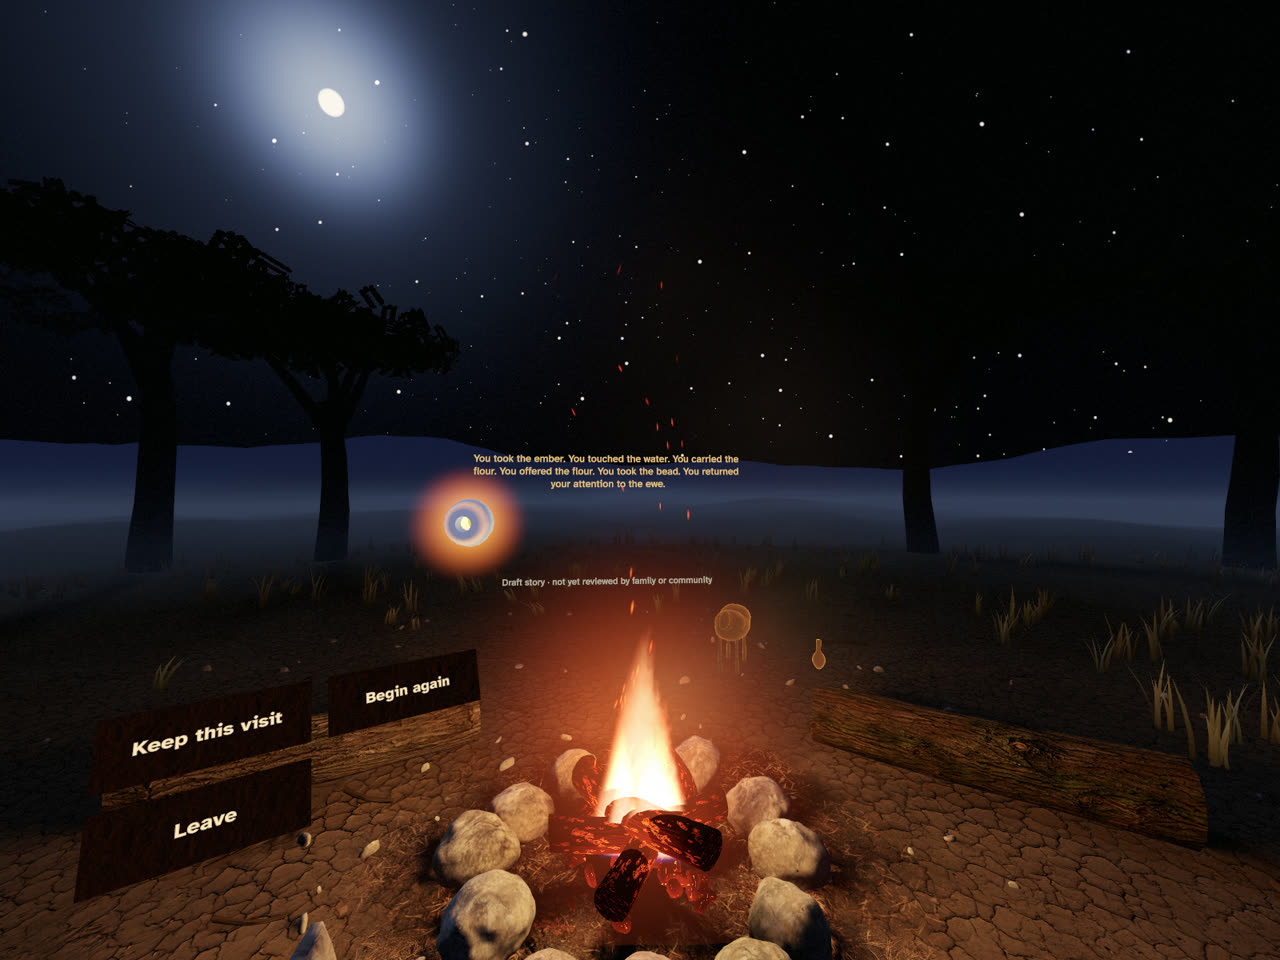 You took the ember. You touched the water. You carried the
flour. You offered the flour. You took the bead. You returned
your attention to the ewe.
Draft story · not yet reviewed by family or community
Begin again
Keep this visit
Leave